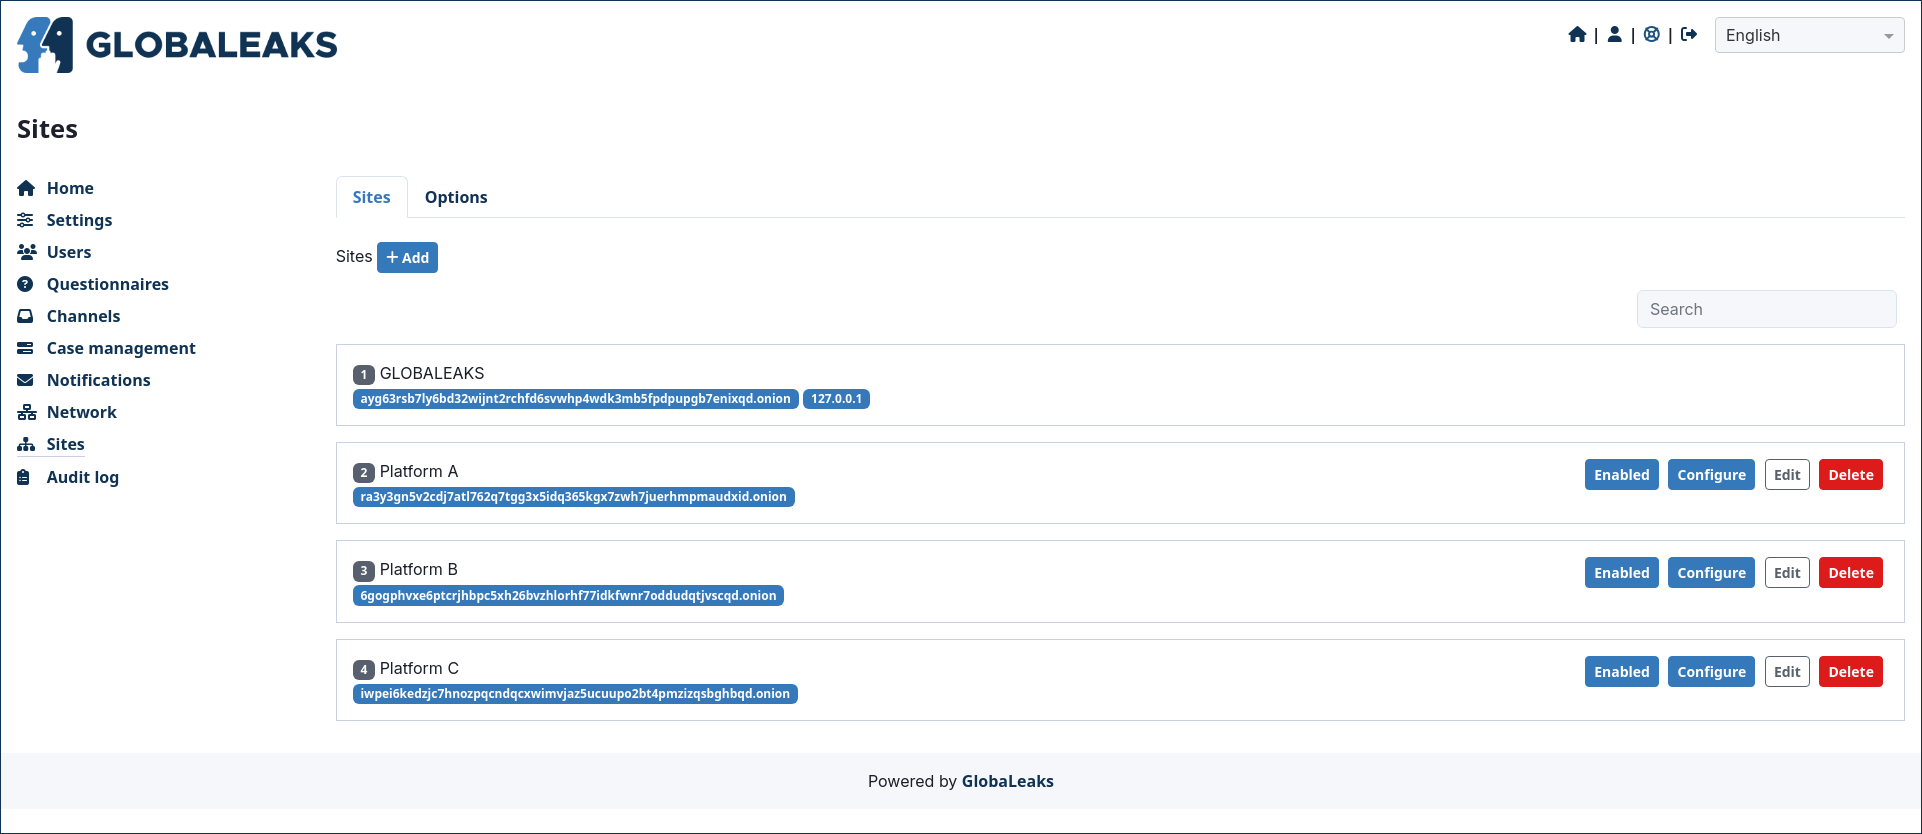 GLOBALEAKS
| | | English
Sites
Home
Settings
Users
Questionnaires
Channels
Case management
Notifications
Network
Sites
Audit log
Sites Options
Sites + Add
Search
1 GLOBALEAKS
ayg63rsb7ly6bd32wijnt2rchfd6svwhp4wdk3mb5fpdpupgb7enixqd.onion 127.0.0.1
2 Platform A Enabled Configure Edit Delete
ra3y3gn5v2cdj7atl762q7tgg3x5idq365kgx7zwh7juerhmpmaudxid.onion
3 Platform B Enabled Configure Edit Delete
6gogphvxe6ptcrjhbpc5xh26bvzhlorhf77idkfwnr7oddudqtjvscqd.onion
4 Platform C Enabled Configure Edit Delete
iwpei6kedzjc7hnozpqcndqcxwimvjaz5ucuupo2bt4pmzizqsbghbqd.onion
Powered by GlobaLeaks